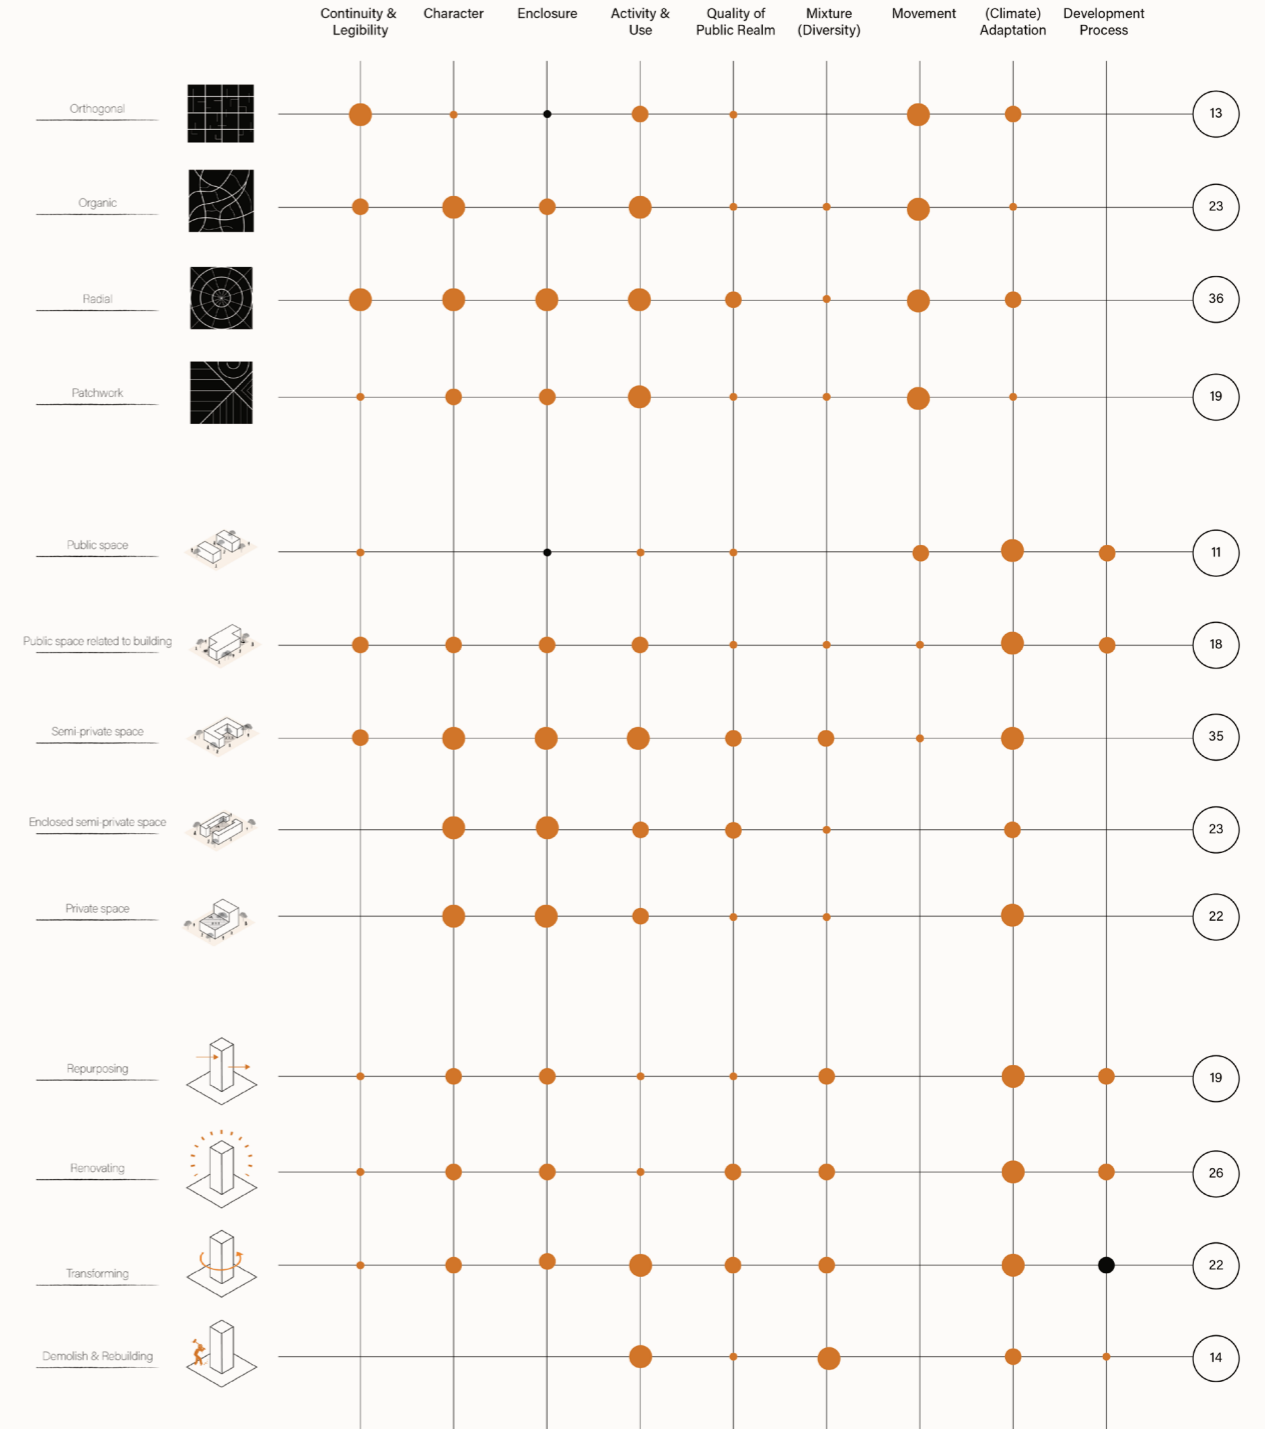 Continuity &
Legibility
Character
Enclosure
Activity &
Use
Quality of
Public Realm
Mixture
(Diversity)
Movement
(Climate)
Adaptation
Development
Process
Orthogonal
13
Organic
23
Radial
36
Patchwork
19
Public space
11
Public space related to building
18
Semi-private space
35
Enclosed semi-private space
23
Private space
22
Repurposing
19
Renovating
26
Transforming
22
Demolish & Rebuilding
14